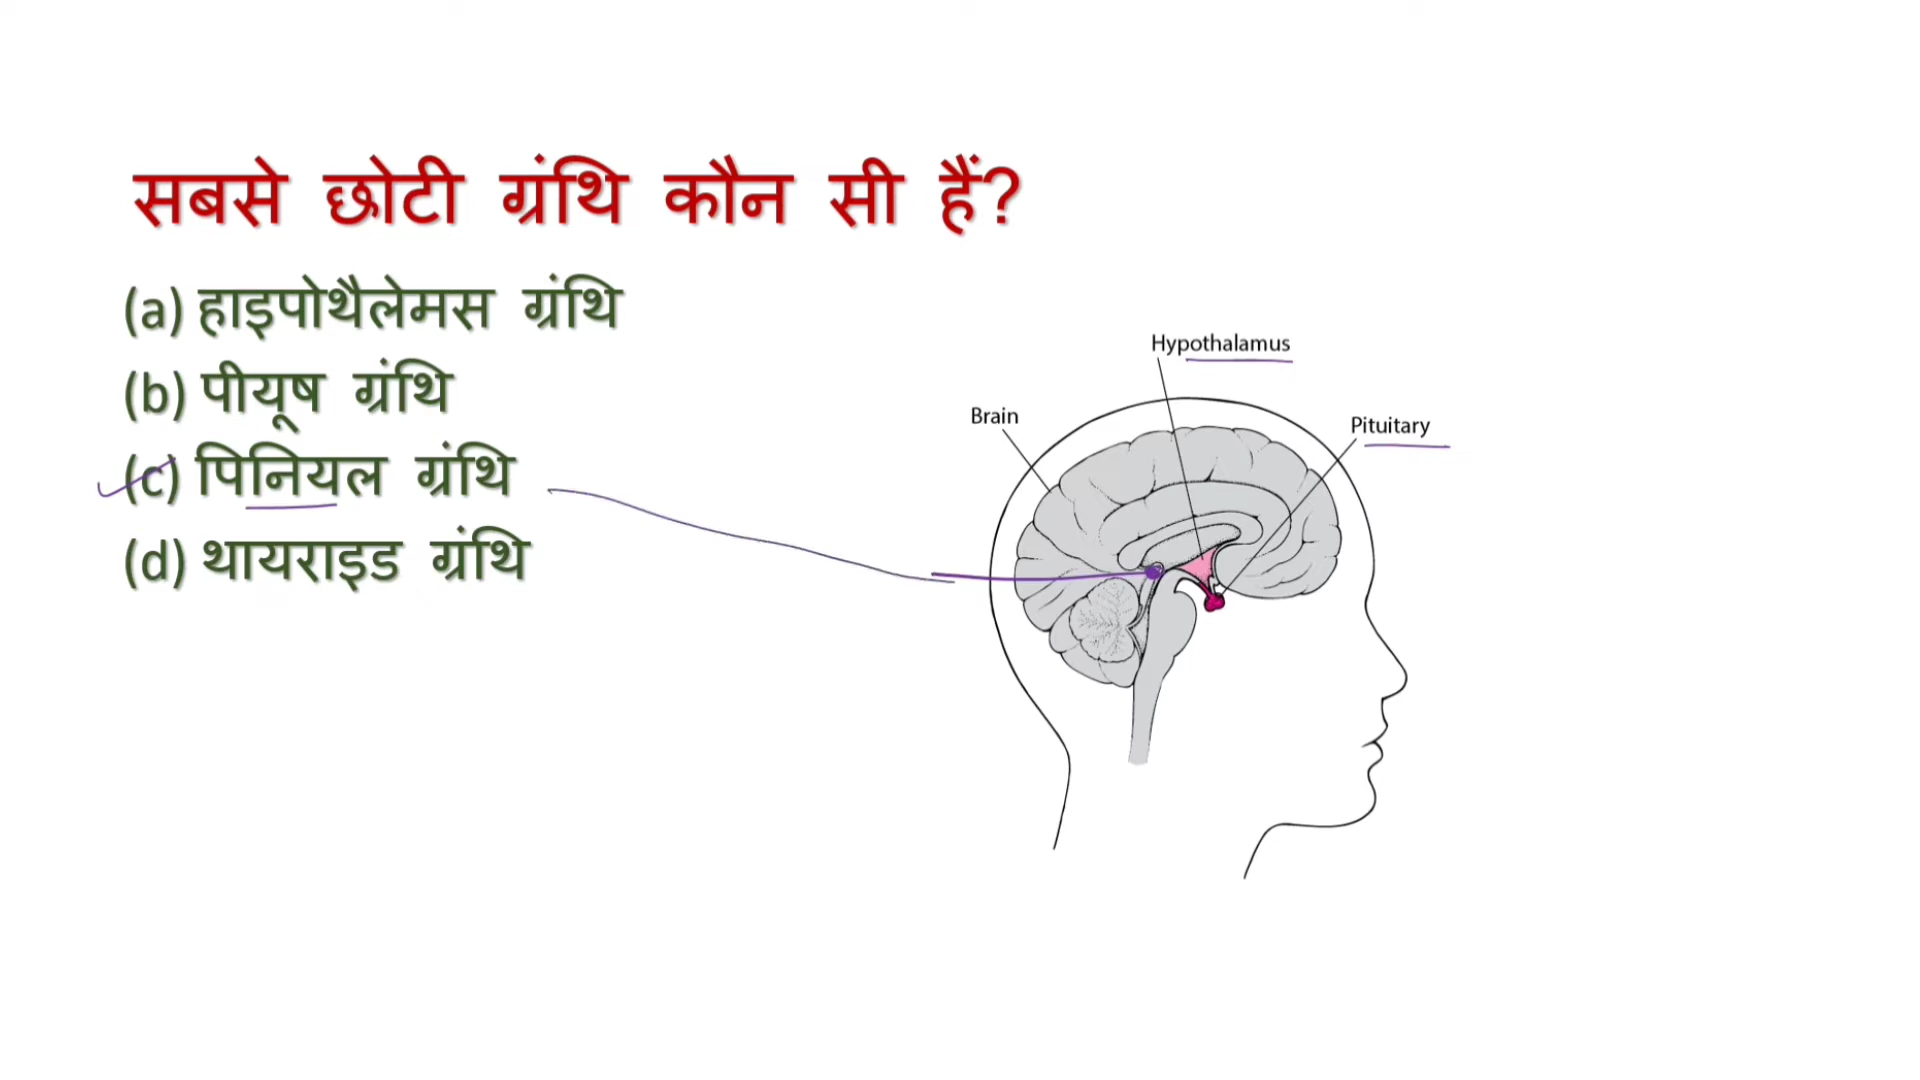 सबसे छोटी ग्रंथि कौन सी हैं?
(a) हाइपोथैलेमस ग्रंथि
(b) पीयूष ग्रंथि
(c) पिनियल ग्रंथि
(d) थायराइड ग्रंथि
Hypothalamus
Brain
Pituitary